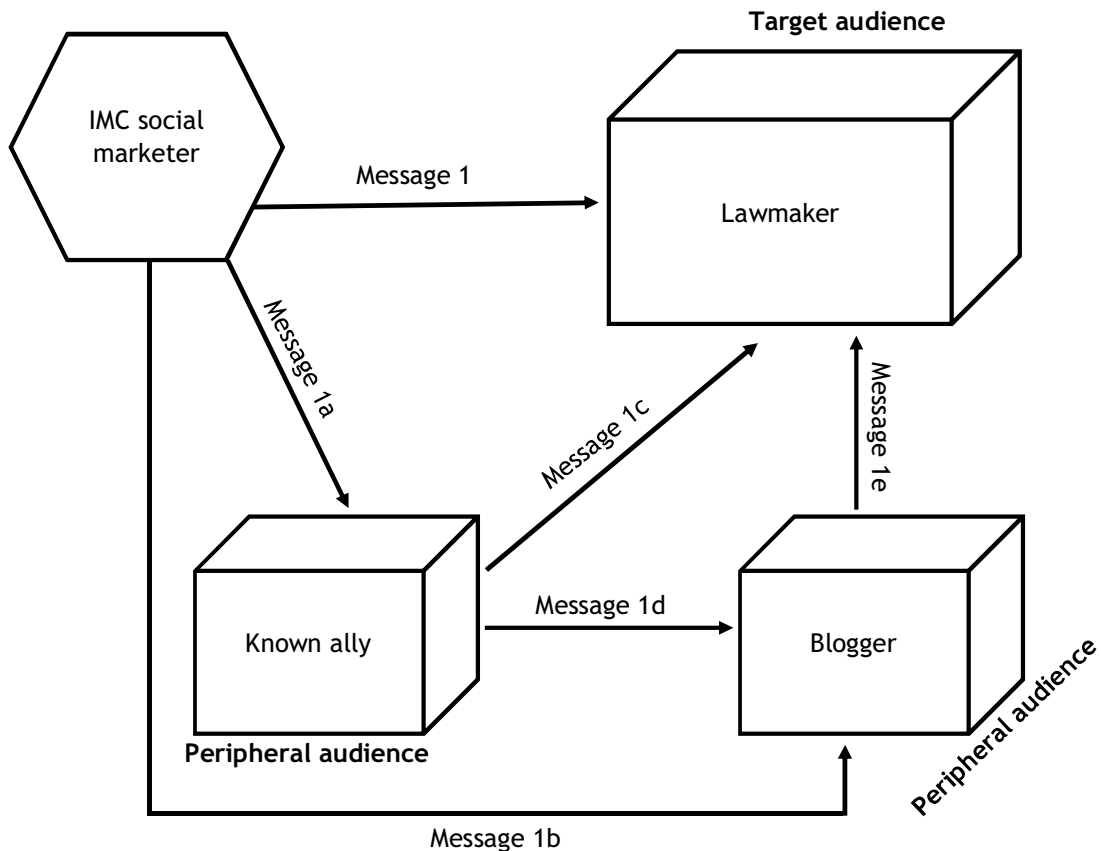 Target audience
IMC social
marketer
Message 1
Lawmaker
Message 1a
Message 1c
Message 1e
Message 1d
Known ally
Blogger
Peripheral audience
Peripheral audience
Message 1b